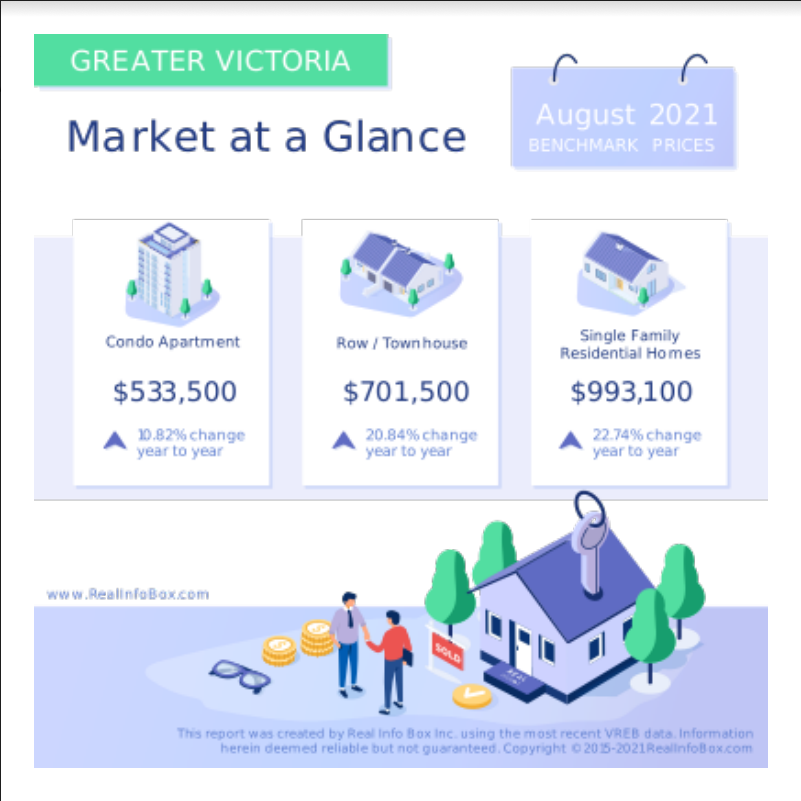 GREATER VICTORIA
Market at a Glance
August 2021
BENCHMARK PRICES
Condo Apartment
$533,500
10.82% change
year to year
Row / Townhouse
$701,500
20.84% change
year to year
Single Family
Residential Homes
$993,100
22.74% change
year to year
www.RealInfoBox.com
SOLD
REAL
This report was created by Real Info Box Inc. using the most recent VREB data. Information
herein deemed reliable but not guaranteed. Copyright © 2015-2021RealInfoBox.com